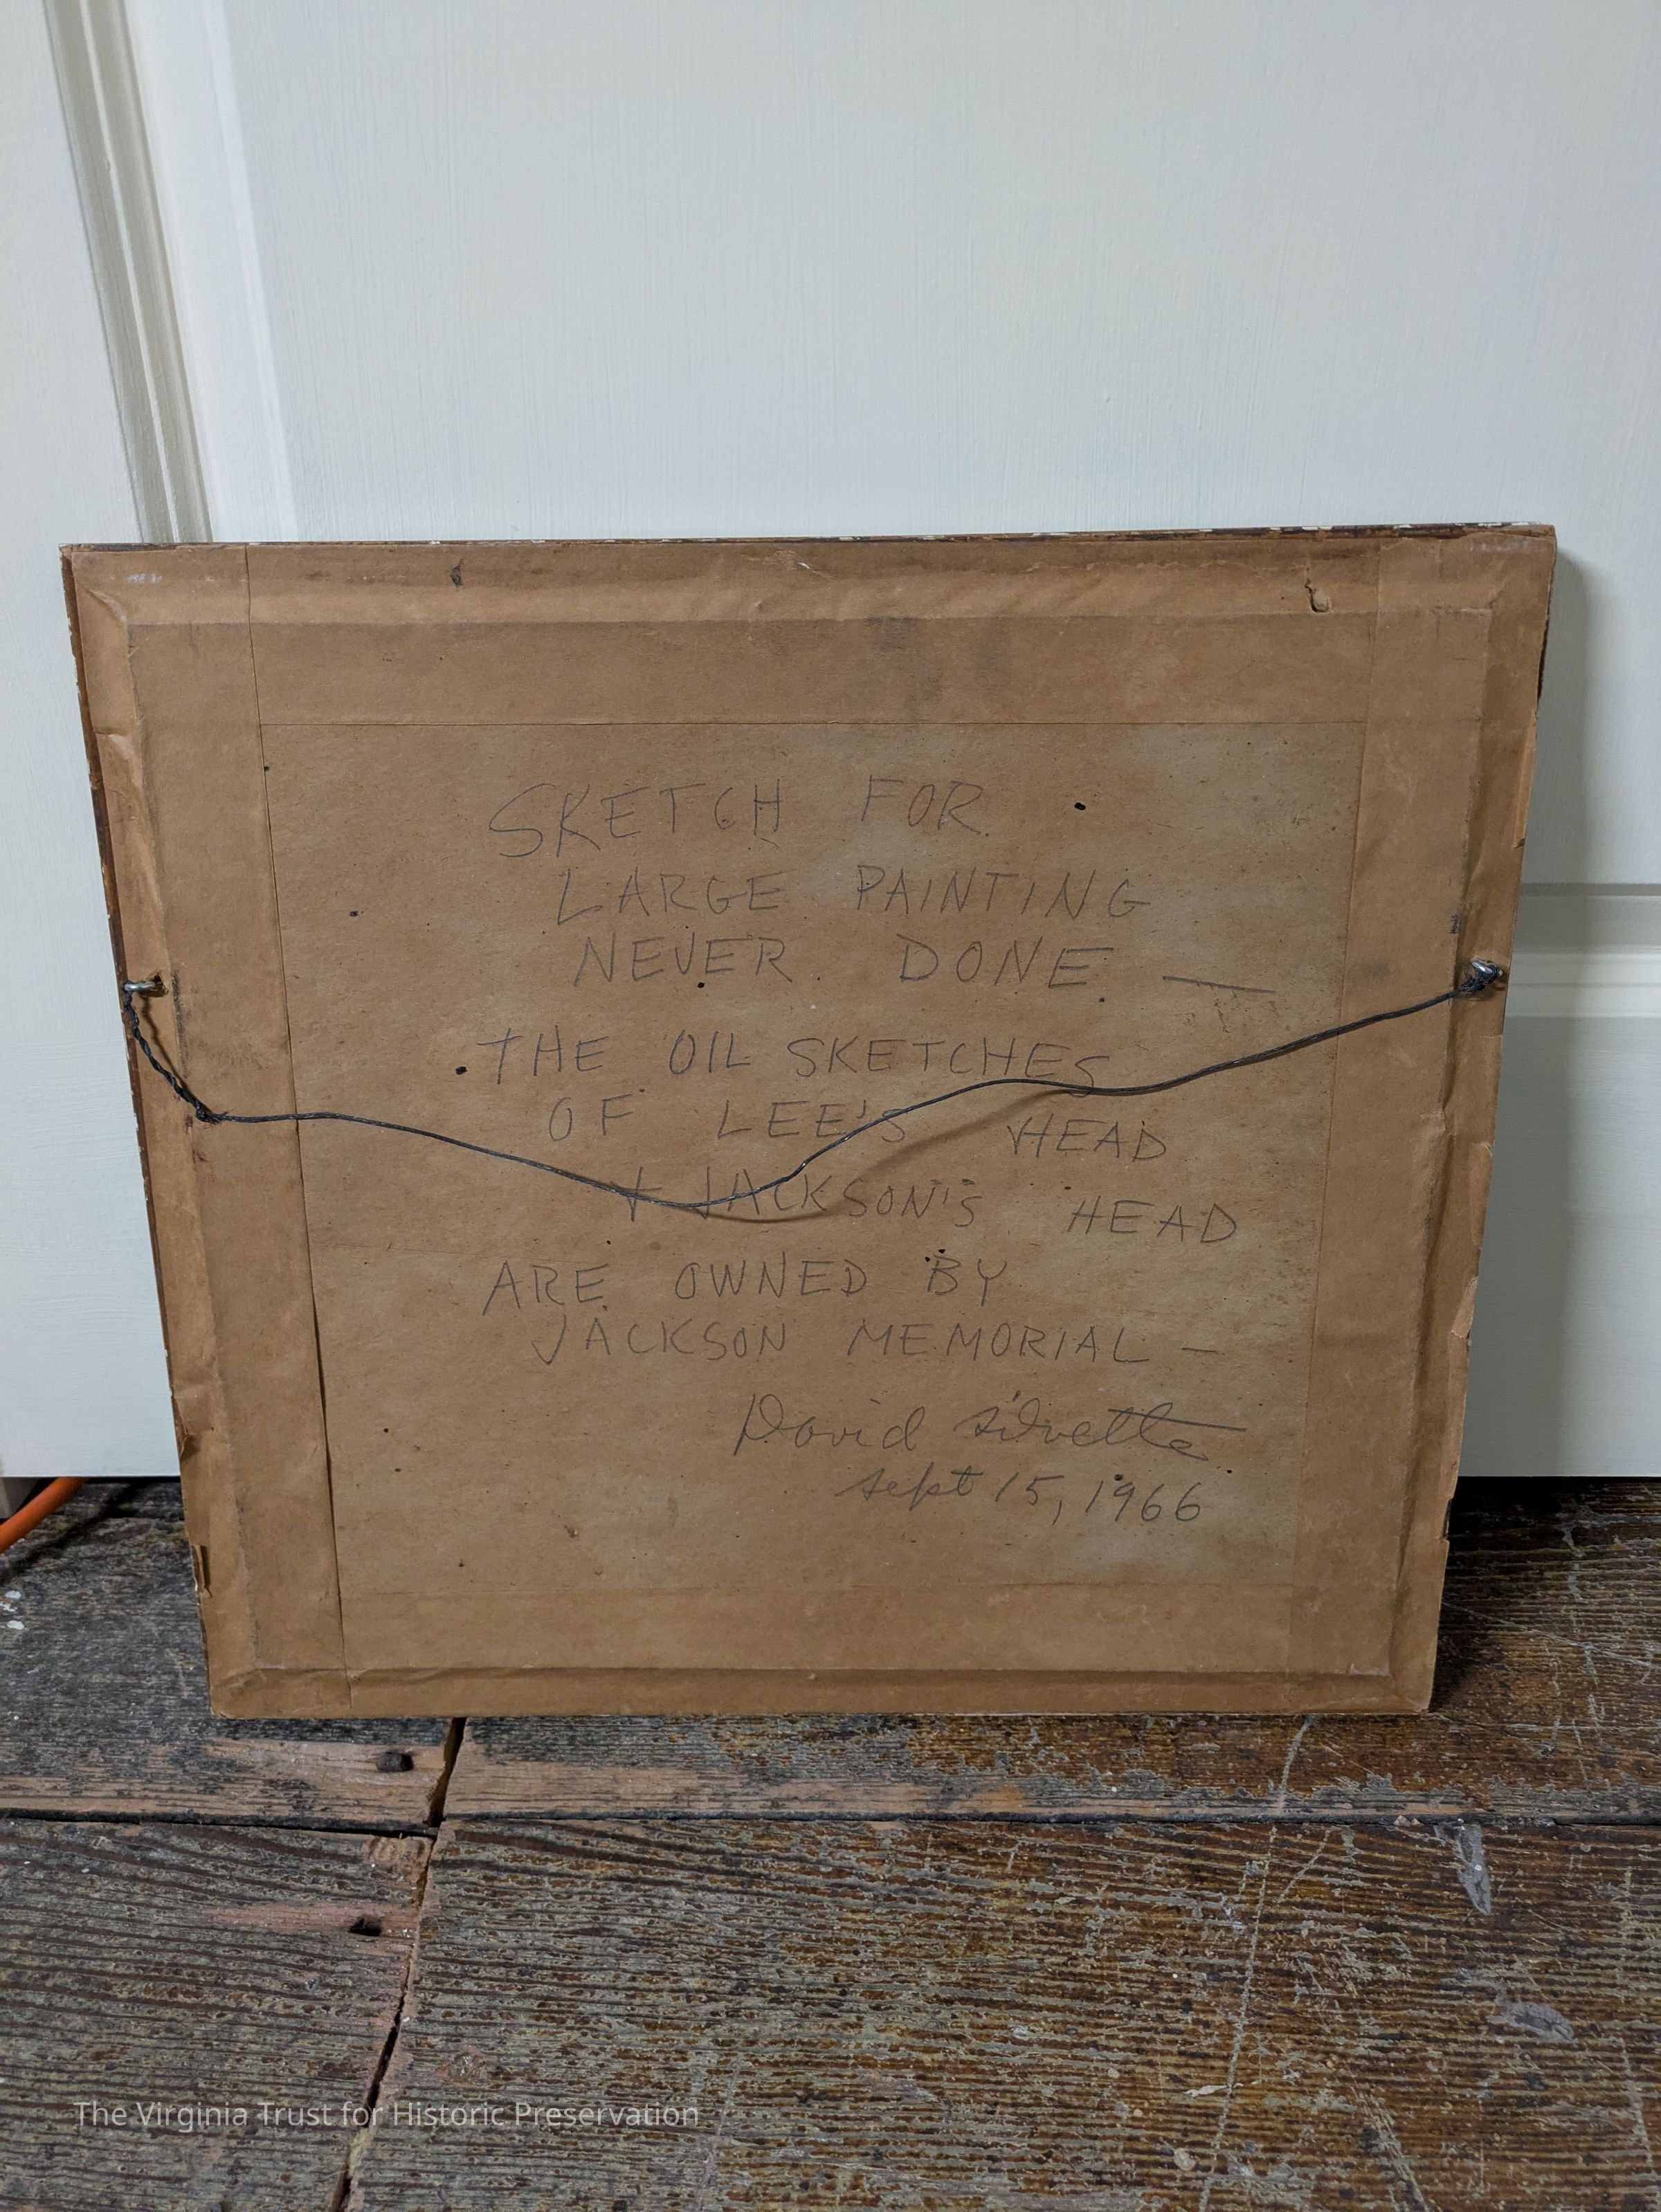 SKETCH FOR
LARGE PAINTING
NEVER DONE —
THE OIL SKETCHES
OF LEE'S HEAD
+ JACKSON'S HEAD
ARE OWNED BY
JACKSON MEMORIAL —
David Silvette
Sept 15, 1966
The Virginia Trust for Historic Preservation